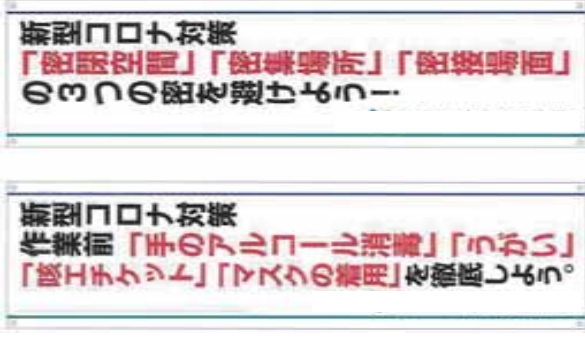 新型コロナ対策
「密閉空間」「密集場所」「密接場面」
の3つの密を避けよう！
新型コロナ対策
作業前「手のアルコール消毒」「うがい」
「咳エチケット」「マスクの着用」を徹底しよう。